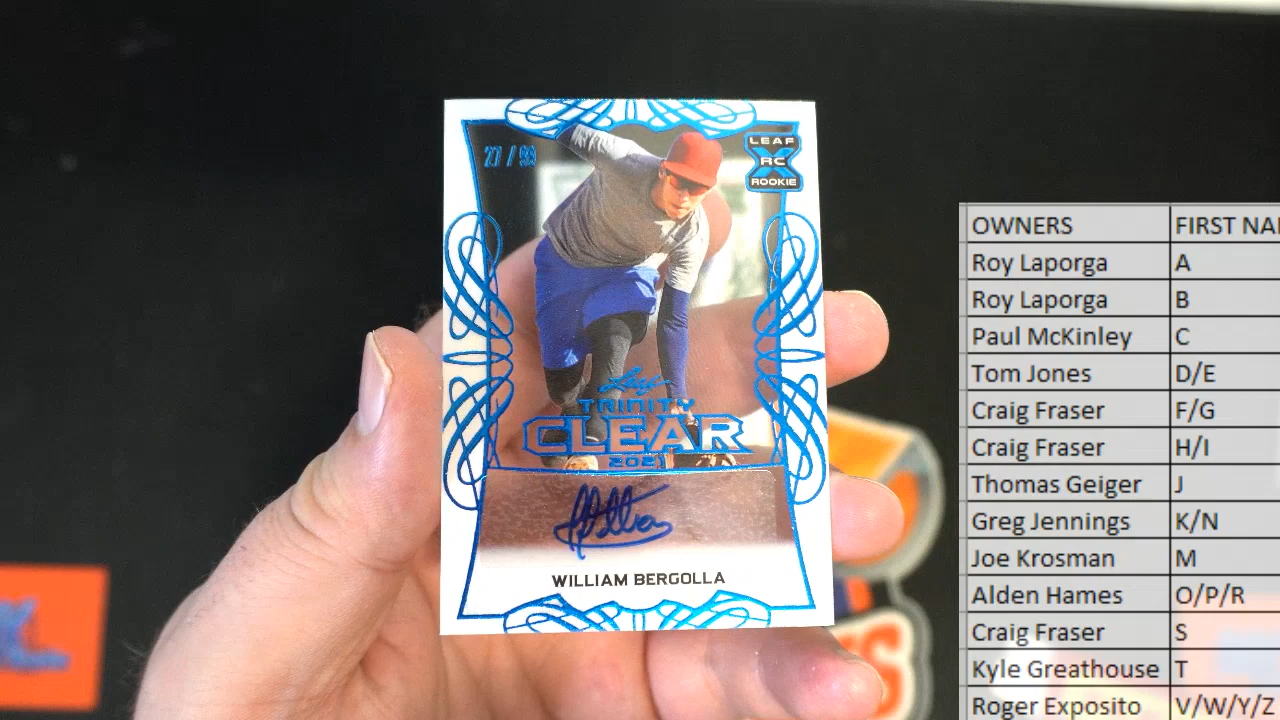 27 / 99
LEAF
RC
ROOKIE
Leaf
TRINITY
CLEAR
2021
WILLIAM BERGOLLA
OWNERS FIRST NA
Roy Laporga A
Roy Laporga B
Paul McKinley C
Tom Jones D/E
Craig Fraser F/G
Craig Fraser H/I
Thomas Geiger J
Greg Jennings K/N
Joe Krosman M
Alden Hames O/P/R
Craig Fraser S
Kyle Greathouse T
Roger Exposito V/W/Y/Z